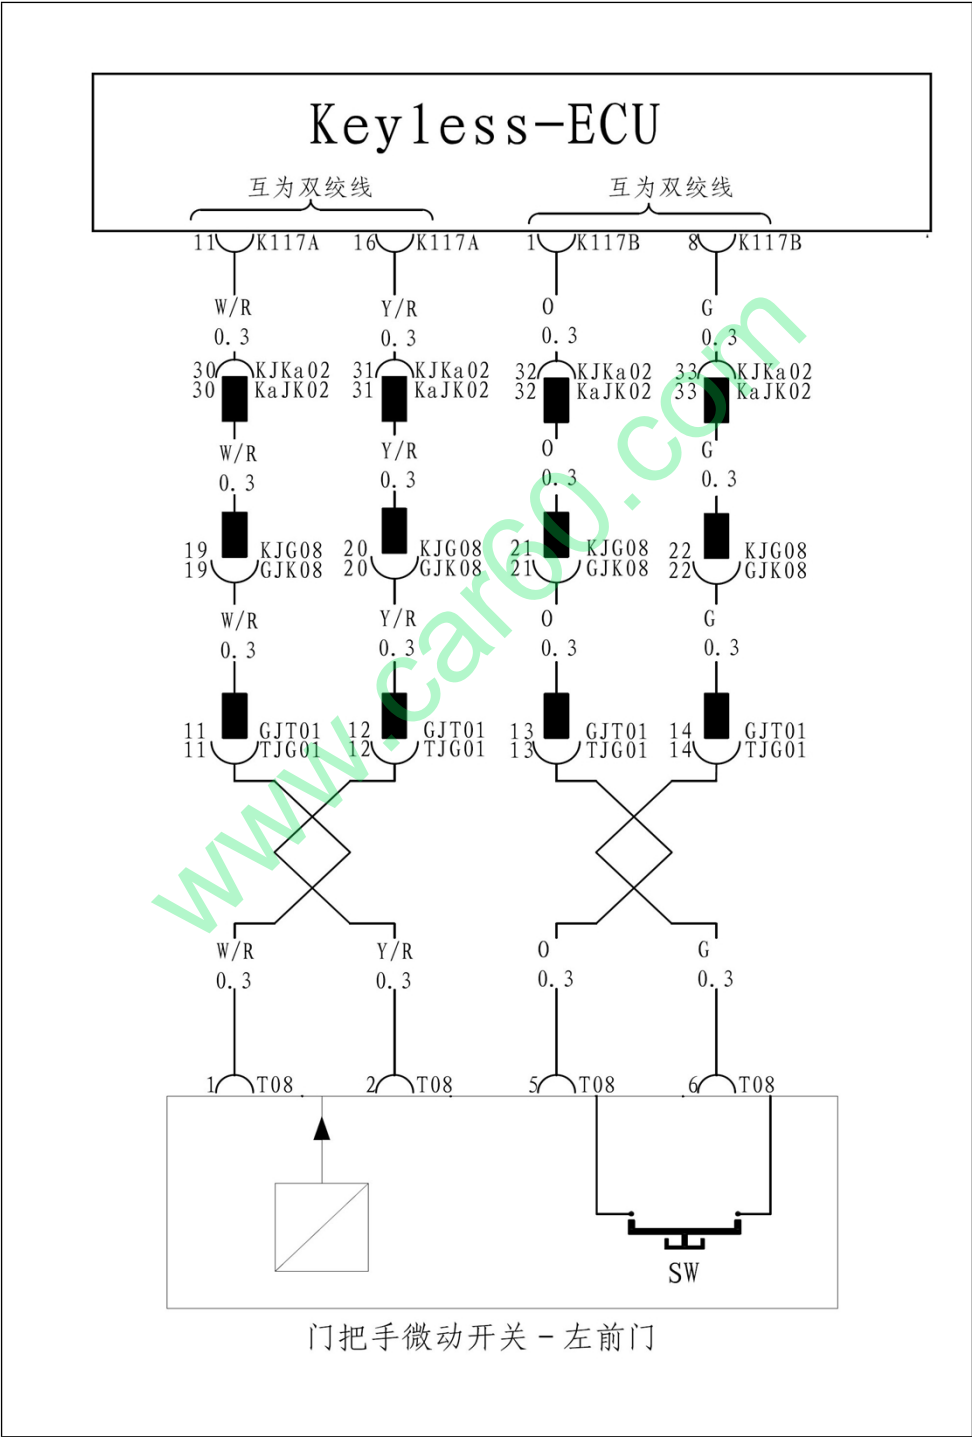 Keyless-ECU
互为双绞线 互为双绞线
11 K117A 16 K117A 1 K117B 8 K117B
W/R Y/R O G
0.3 0.3 0.3 0.3
30 KJKa02 31 KJKa02 32 KJKa02 33 KJKa02
30 KaJK02 31 KaJK02 32 KaJK02 33 KaJK02
W/R Y/R O G
0.3 0.3 0.3 0.3
19 KJG08 20 KJG08 21 KJG08 22 KJG08
19 GJK08 20 GJK08 21 GJK08 22 GJK08
W/R Y/R O G
0.3 0.3 0.3 0.3
11 GJT01 12 GJT01 13 GJT01 14 GJT01
11 TJG01 12 TJG01 13 TJG01 14 TJG01
W/R Y/R O G
0.3 0.3 0.3 0.3
1 T08 2 T08 5 T08 6 T08
SW
门把手微动开关-左前门
www.car60.com